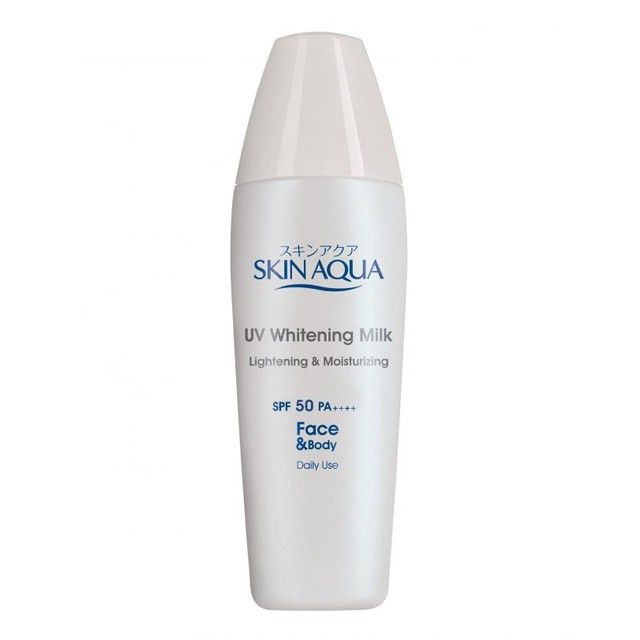 スキンアクア
SKIN AQUA
UV Whitening Milk
Lightening & Moisturizing
SPF 50 PA++++
Face
&Body
Daily Use